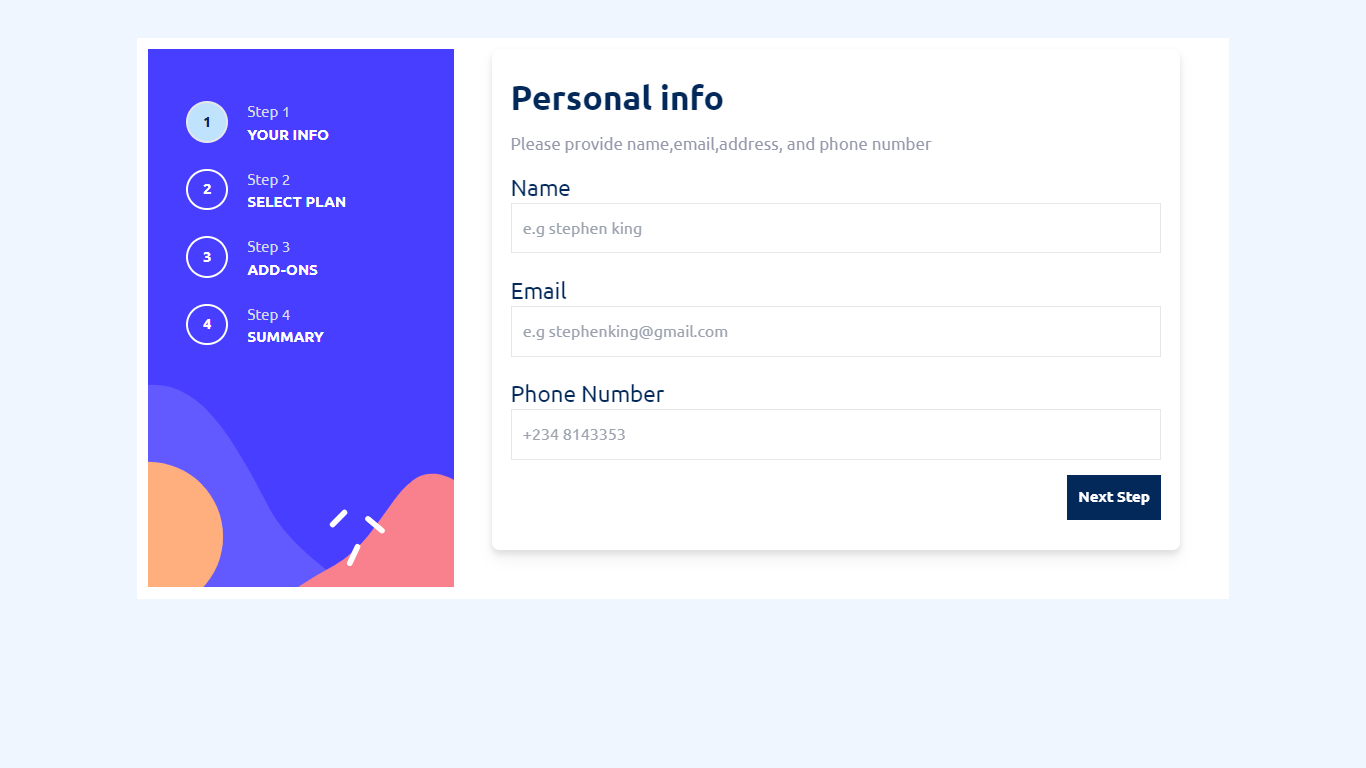 1
Step 1
YOUR INFO
2
Step 2
SELECT PLAN
3
Step 3
ADD-ONS
4
Step 4
SUMMARY
Personal info
Please provide name,email,address, and phone number
Name
e.g stephen king
Email
e.g stephenking@gmail.com
Phone Number
+234 8143353
Next Step